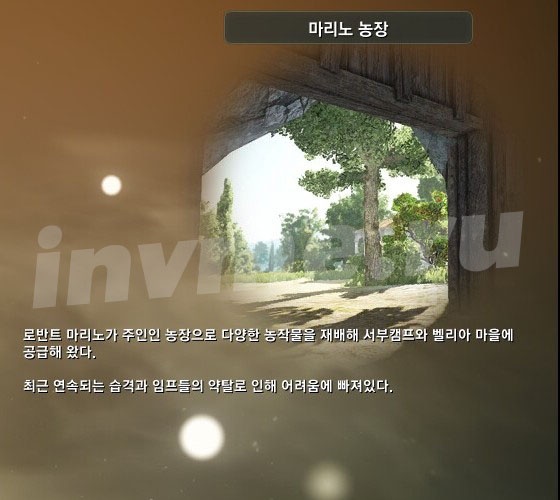 마리노 농장
로반트 마리노가 주인인 농장으로 다양한 농작물을 재배해 서부캠프와 벨리아 마을에
공급해 왔다.
최근 연속되는 습격과 임프들의 약탈로 인해 어려움에 빠져있다.